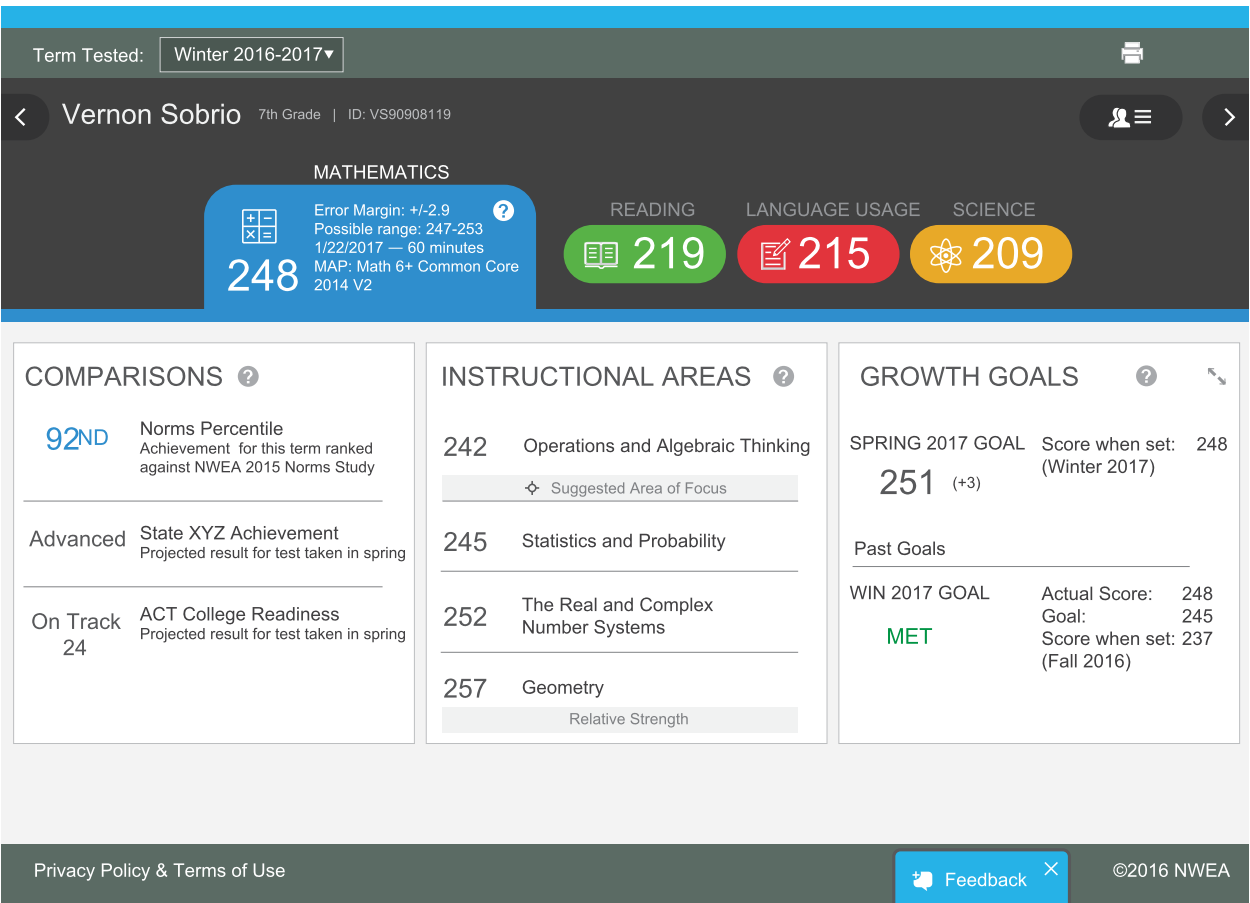 Term Tested: Winter 2016-2017▾
Vernon Sobrio 7th Grade | ID: VS90908119
MATHEMATICS
248
Error Margin: +/-2.9
Possible range: 247-253
1/22/2017 — 60 minutes
MAP: Math 6+ Common Core
2014 V2
?
READING
219
LANGUAGE USAGE
215
SCIENCE
209
COMPARISONS ?
92ND
Norms Percentile
Achievement for this term ranked
against NWEA 2015 Norms Study
Advanced
State XYZ Achievement
Projected result for test taken in spring
On Track
24
ACT College Readiness
Projected result for test taken in spring
INSTRUCTIONAL AREAS ?
242 Operations and Algebraic Thinking
Suggested Area of Focus
245 Statistics and Probability
252 The Real and Complex
Number Systems
257 Geometry
Relative Strength
GROWTH GOALS ?
SPRING 2017 GOAL
251 (+3)
Score when set: 248
(Winter 2017)
Past Goals
WIN 2017 GOAL
MET
Actual Score: 248
Goal: 245
Score when set: 237
(Fall 2016)
Privacy Policy & Terms of Use
Feedback
©2016 NWEA